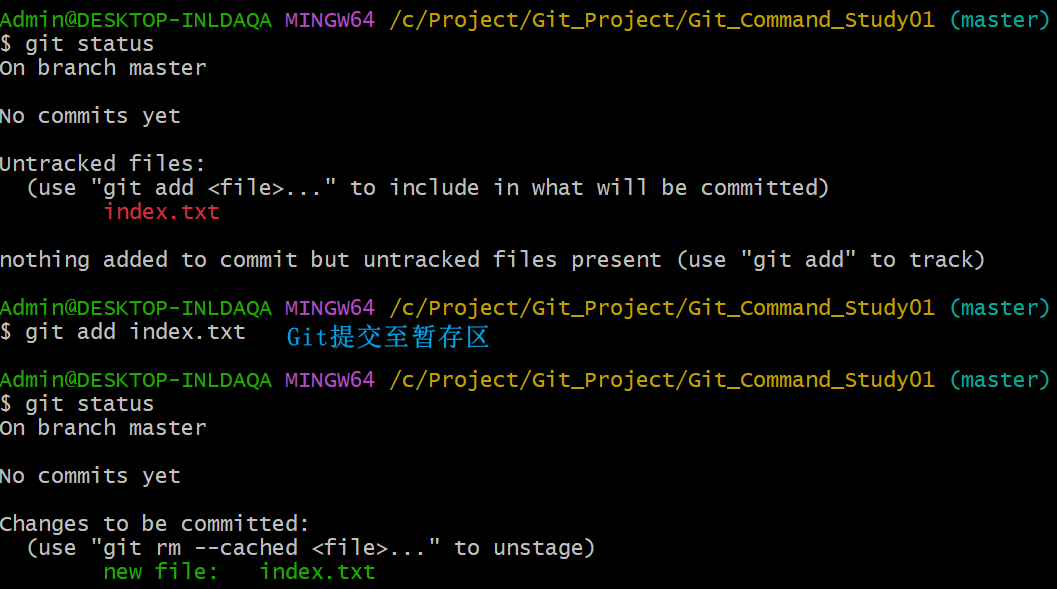 Admin@DESKTOP-INLDAQA MINGW64 /c/Project/Git_Project/Git_Command_Study01 (master)
$ git status
On branch master
No commits yet
Untracked files:
(use "git add <file>..." to include in what will be committed)
index.txt
nothing added to commit but untracked files present (use "git add" to track)
Admin@DESKTOP-INLDAQA MINGW64 /c/Project/Git_Project/Git_Command_Study01 (master)
$ git add index.txt Git提交至暂存区
Admin@DESKTOP-INLDAQA MINGW64 /c/Project/Git_Project/Git_Command_Study01 (master)
$ git status
On branch master
No commits yet
Changes to be committed:
(use "git rm --cached <file>..." to unstage)
new file: index.txt